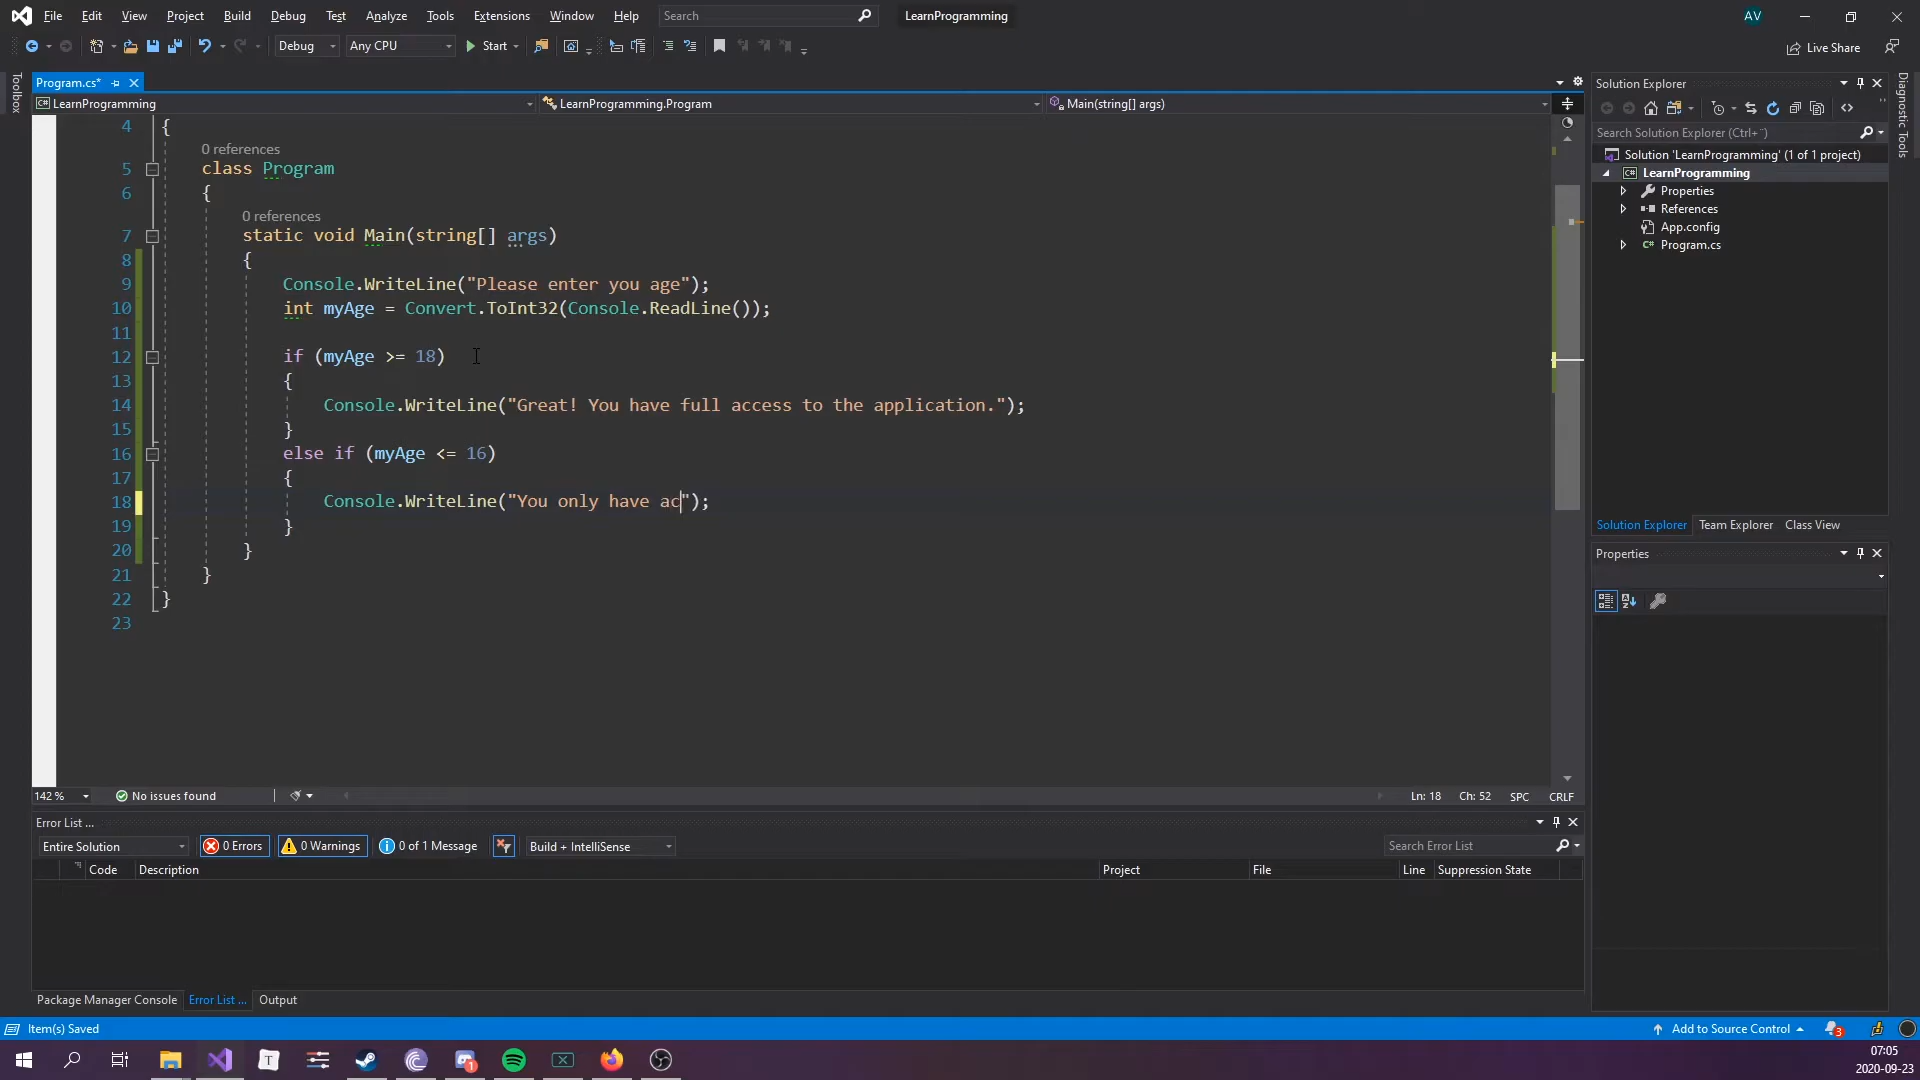 File Edit View Project Build Debug Test Analyze Tools Extensions Window Help Search LearnProgramming AV
Debug Any CPU Start Live Share
Toolbox
Program.cs*
LearnProgramming LearnProgramming.Program Main(string[] args)
4 {
0 references
5 class Program
6 {
0 references
7 static void Main(string[] args)
8 {
9 Console.WriteLine("Please enter you age");
10 int myAge = Convert.ToInt32(Console.ReadLine());
11
12 if (myAge >= 18)
13 {
14 Console.WriteLine("Great! You have full access to the application.");
15 }
16 else if (myAge <= 16)
17 {
18 Console.WriteLine("You only have ac");
19 }
20 }
21 }
22 }
23
142 % No issues found Ln: 18 Ch: 52 SPC CRLF
Error List ...
Entire Solution 0 Errors 0 Warnings 0 of 1 Message Build + IntelliSense Search Error List
Code Description Project File Line Suppression State
Package Manager Console Error List ... Output
Solution Explorer
Search Solution Explorer (Ctrl+¨)
Solution 'LearnProgramming' (1 of 1 project)
C# LearnProgramming
Properties
References
App.config
C# Program.cs
Solution Explorer Team Explorer Class View
Properties
Diagnostic Tools
Item(s) Saved Add to Source Control 3
T 1 07:05
2020-09-23